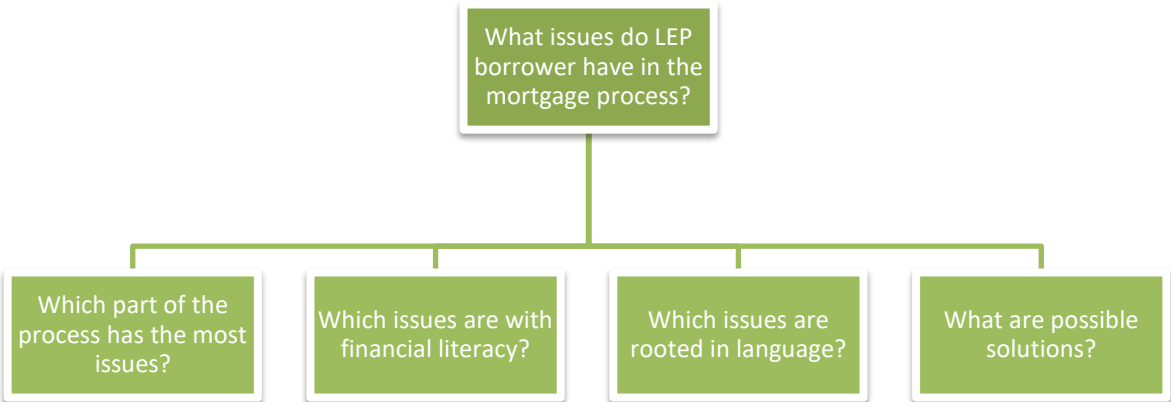 What issues do LEP
borrower have in the
mortgage process?
Which part of the
process has the most
issues?
Which issues are with
financial literacy?
Which issues are
rooted in language?
What are possible
solutions?